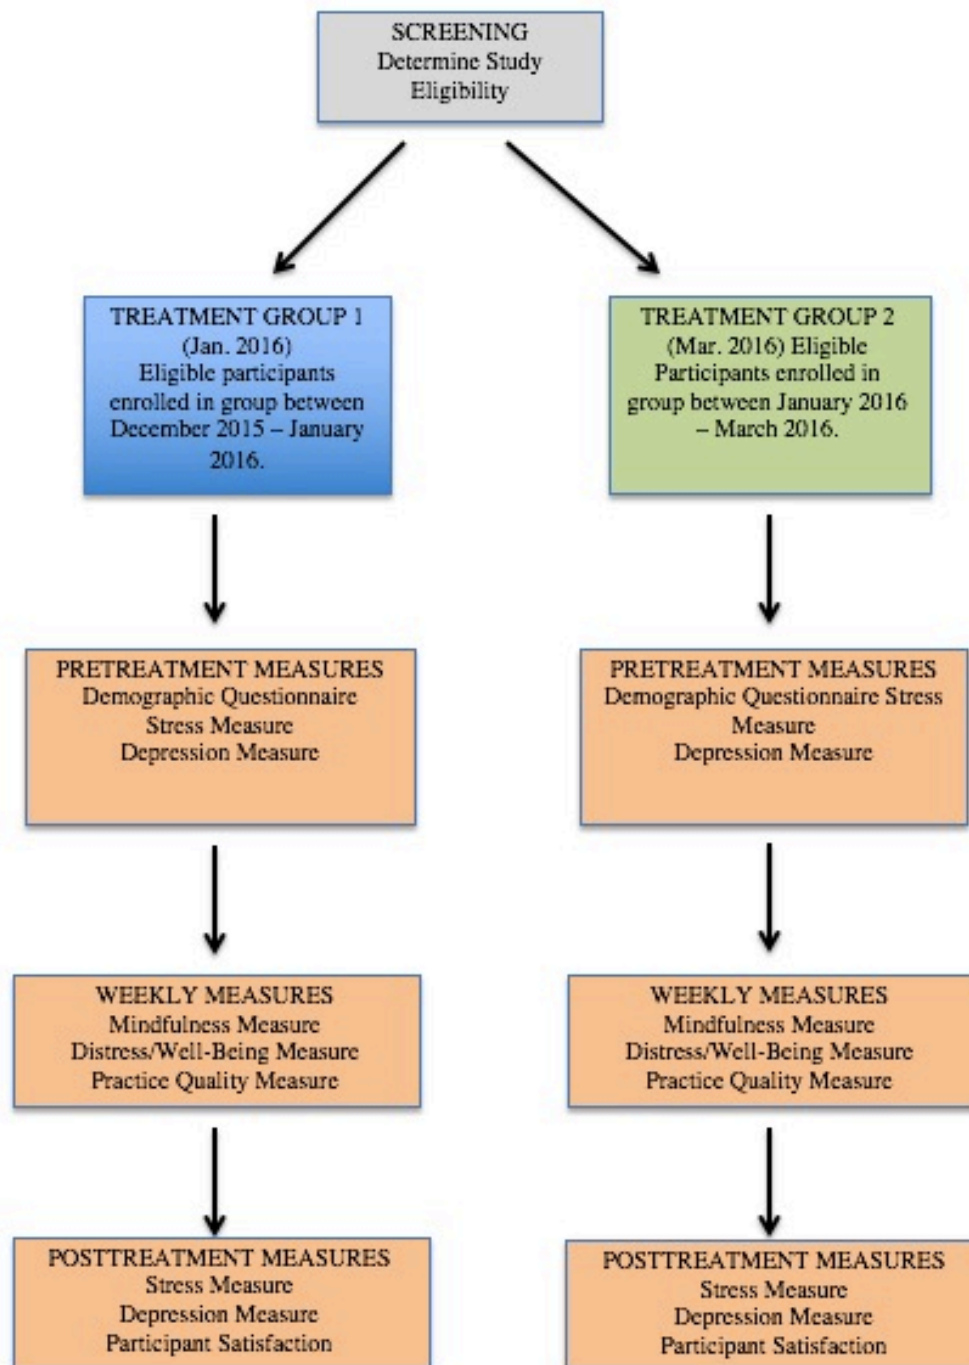 SCREENING
Determine Study
Eligibility
TREATMENT GROUP 1
(Jan. 2016)
Eligible participants
enrolled in group between
December 2015 – January
2016.
TREATMENT GROUP 2
(Mar. 2016) Eligible
Participants enrolled in
group between January 2016
– March 2016.
PRETREATMENT MEASURES
Demographic Questionnaire
Stress Measure
Depression Measure
PRETREATMENT MEASURES
Demographic Questionnaire Stress
Measure
Depression Measure
WEEKLY MEASURES
Mindfulness Measure
Distress/Well-Being Measure
Practice Quality Measure
WEEKLY MEASURES
Mindfulness Measure
Distress/Well-Being Measure
Practice Quality Measure
POSTTREATMENT MEASURES
Stress Measure
Depression Measure
Participant Satisfaction
POSTTREATMENT MEASURES
Stress Measure
Depression Measure
Participant Satisfaction